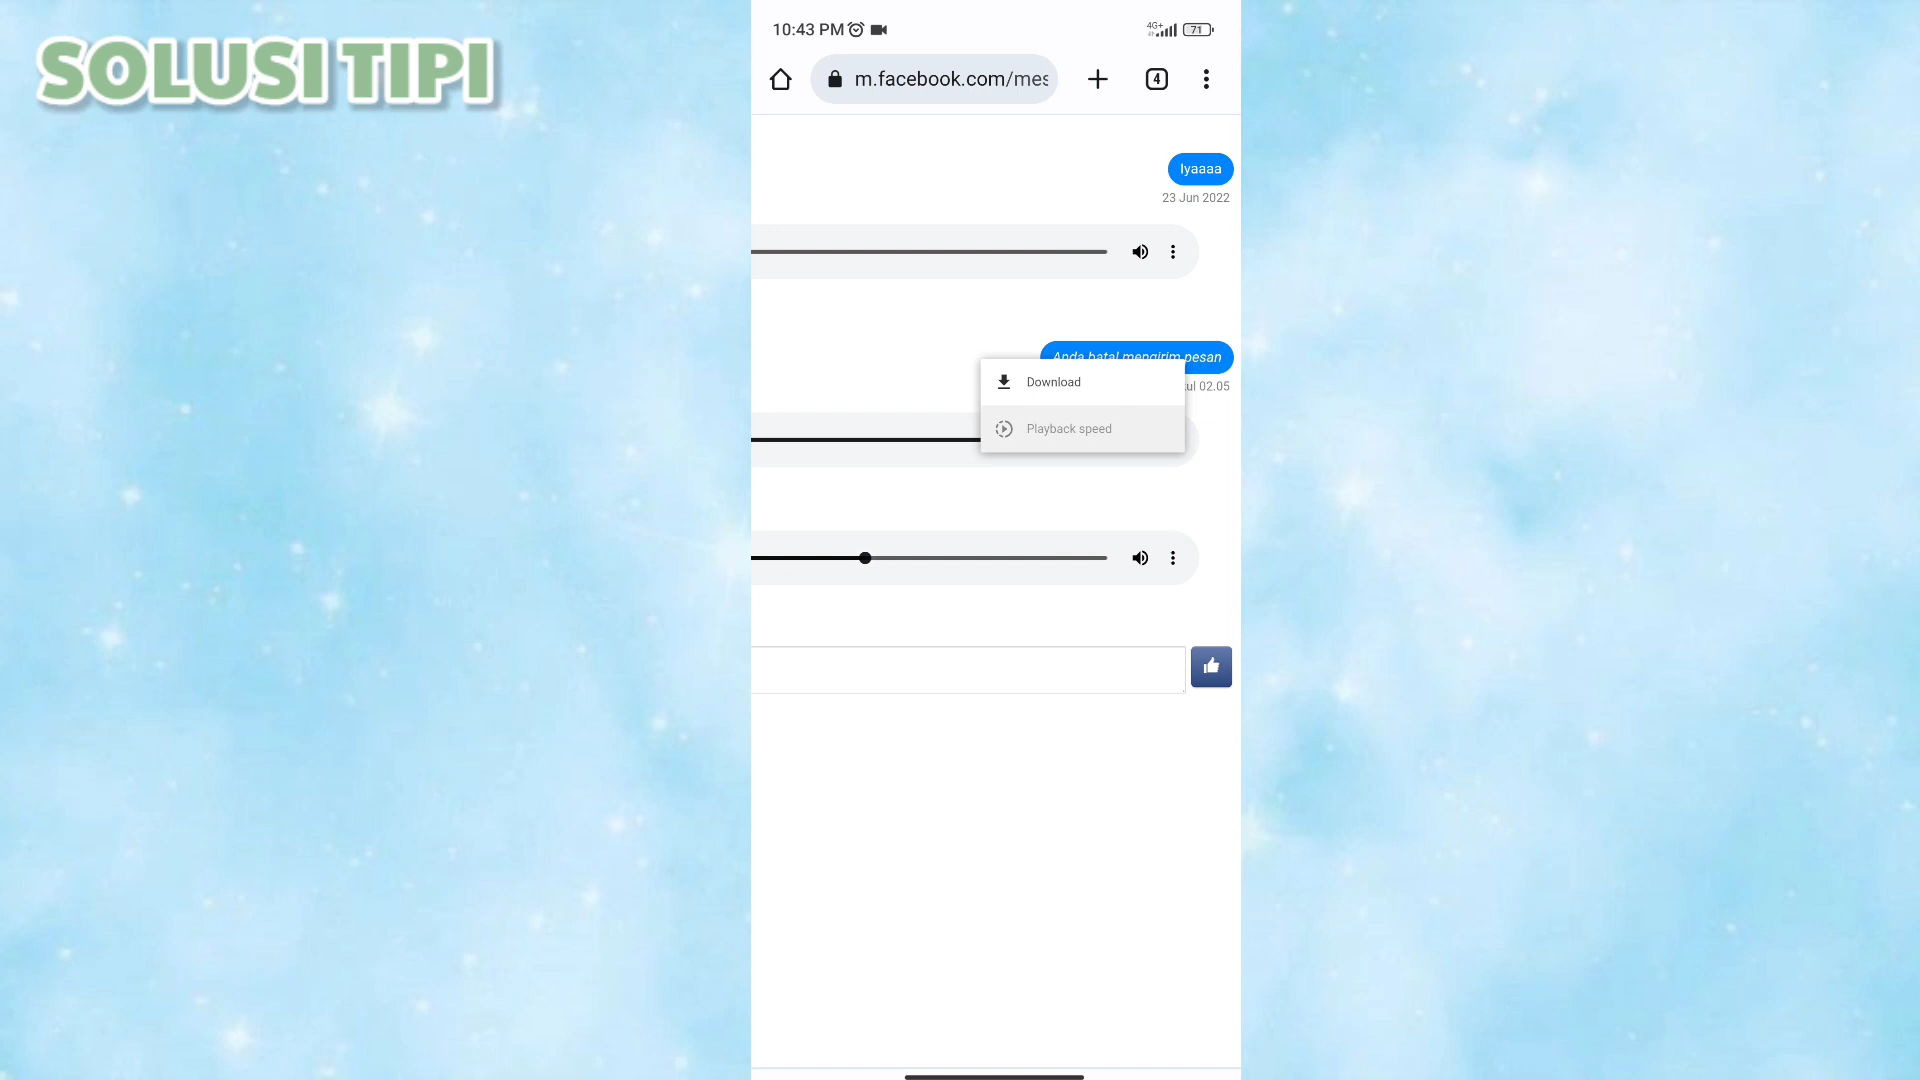 SOLUSI TIPI
10:43 PM
4G+
71
m.facebook.com/mes
4
Iyaaaa
23 Jun 2022
Anda batal mengirim pesan
Download
ul 02.05
Playback speed